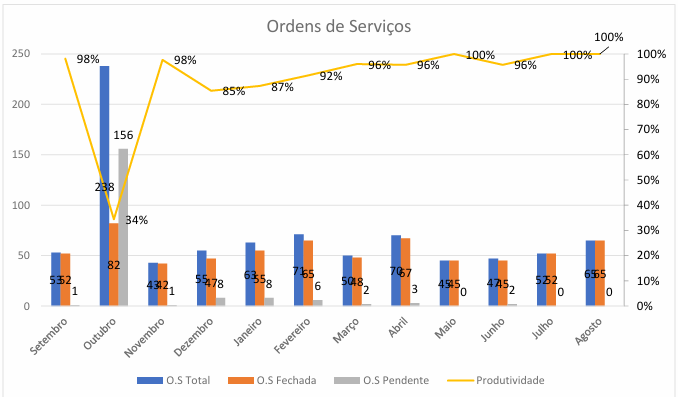 Ordens de Serviços
100%
250 98% 98% 85% 87% 92% 96% 96% 100% 96% 100% 100%
90%
200 80%
156 70%
150 60%
238 50%
100 40%
82 34% 30%
50 53 52 1 43 42 1 55 47 8 63 55 8 71 65 6 50 48 2 70 67 3 45 45 0 47 45 2 52 52 0 65 65 0 20%
10%
0 0%
Setembro Outubro Novembro Dezembro Janeiro Fevereiro Março Abril Maio Junho Julho Agosto
O.S Total O.S Fechada O.S Pendente Produtividade